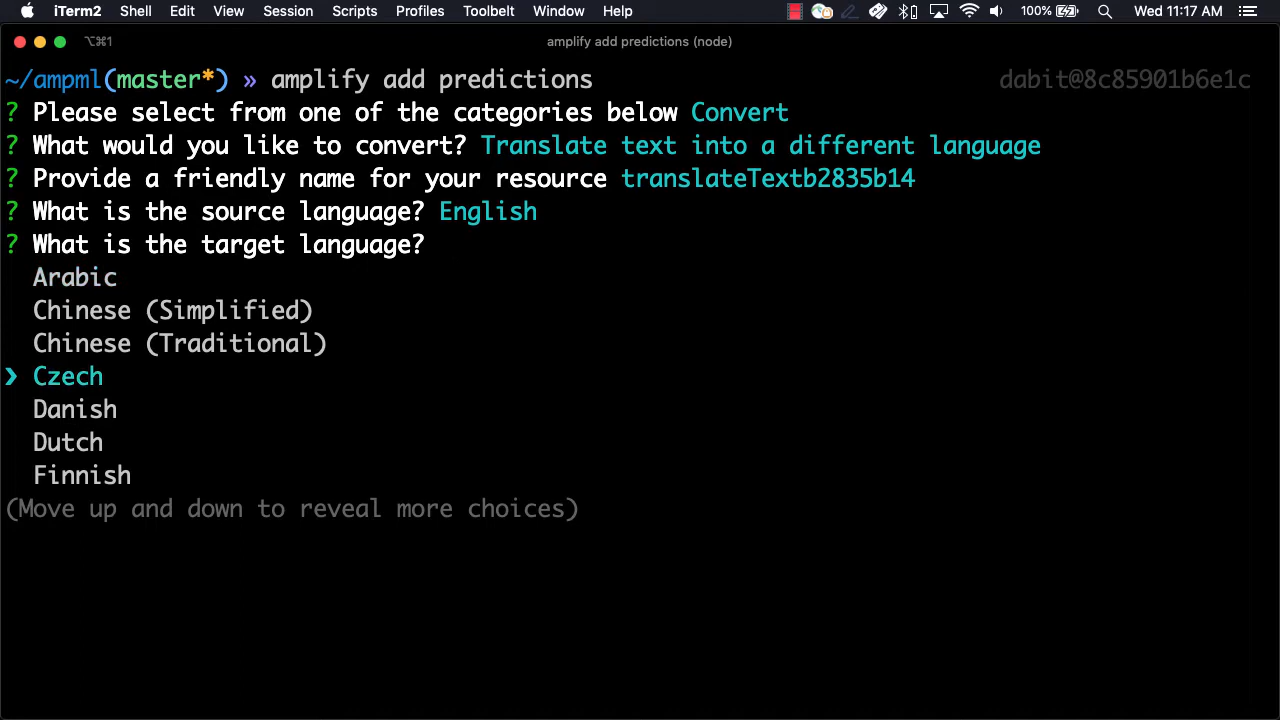 iTerm2 Shell Edit View Session Scripts Profiles Toolbelt Window Help 100% Wed 11:17 AM
⌥⌘1 amplify add predictions (node)
~/ampml(master*) » amplify add predictions dabit@8c85901b6e1c
? Please select from one of the categories below Convert
? What would you like to convert? Translate text into a different language
? Provide a friendly name for your resource translateTextb2835b14
? What is the source language? English
? What is the target language?
Arabic
Chinese (Simplified)
Chinese (Traditional)
❯ Czech
Danish
Dutch
Finnish
(Move up and down to reveal more choices)